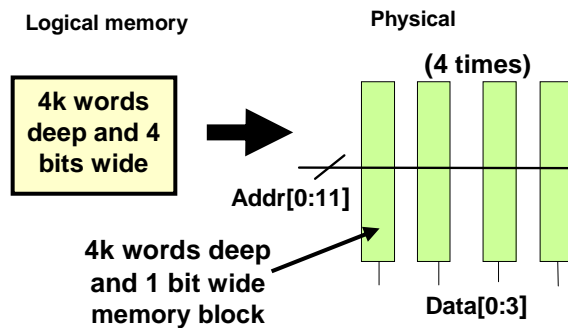 Logical memory
Physical
(4 times)
4k words
deep and 4
bits wide
Addr[0:11]
4k words deep
and 1 bit wide
memory block
Data[0:3]